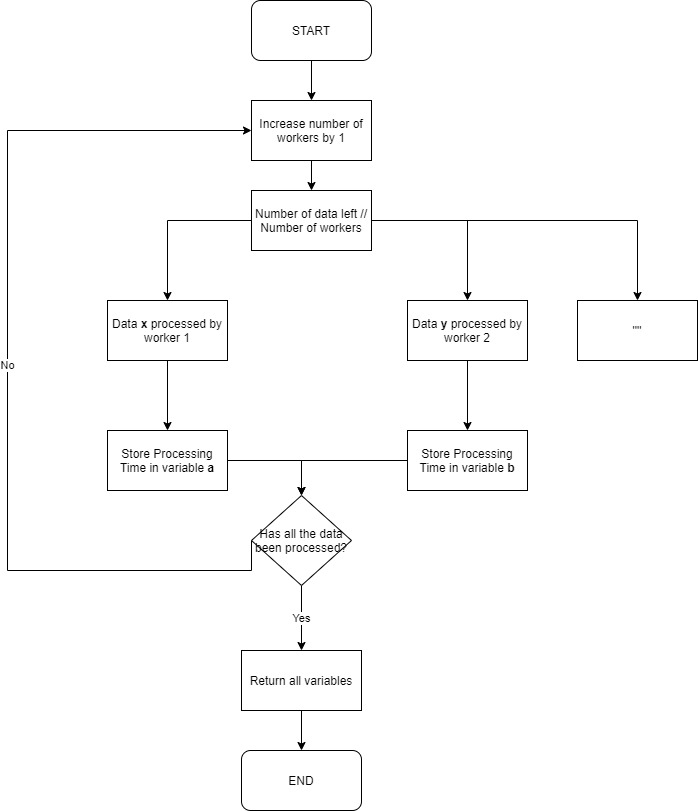 START
Increase number of
workers by 1
Number of data left //
Number of workers
Data x processed by
worker 1
Data y processed by
worker 2
""
No
Store Processing
Time in variable a
Store Processing
Time in variable b
Has all the data
been processed?
Yes
Return all variables
END